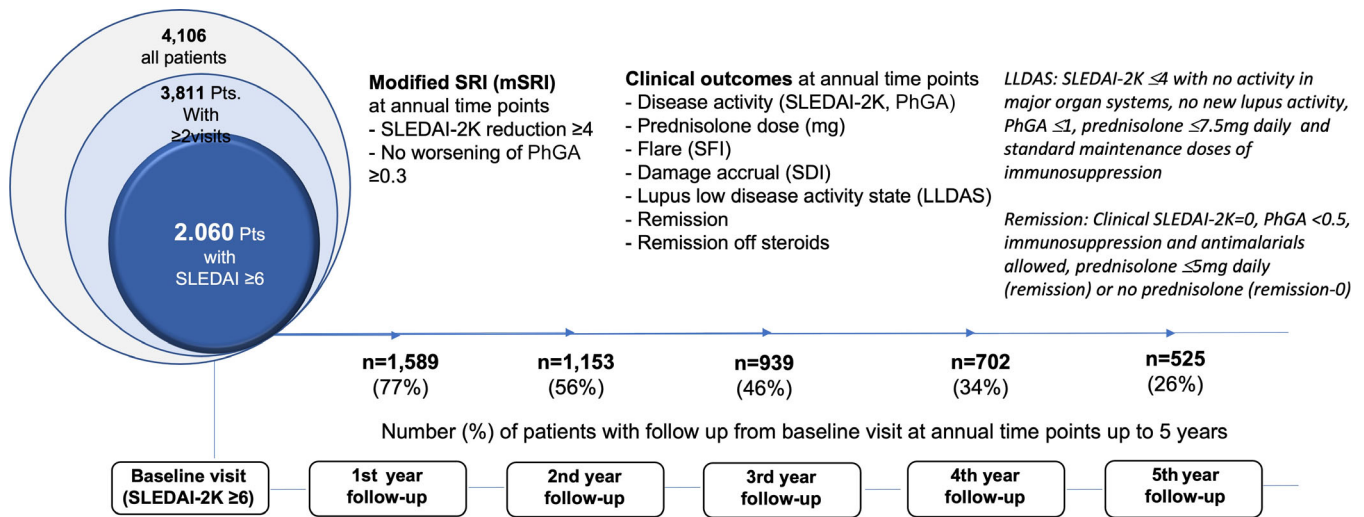 4,106
all patients
3,811 Pts.
With
≥2visits
2.060 Pts
with
SLEDAI ≥6
Modified SRI (mSRI)
at annual time points
- SLEDAI-2K reduction ≥4
- No worsening of PhGA
≥0.3
Clinical outcomes at annual time points
- Disease activity (SLEDAI-2K, PhGA)
- Prednisolone dose (mg)
- Flare (SFI)
- Damage accrual (SDI)
- Lupus low disease activity state (LLDAS)
- Remission
- Remission off steroids
LLDAS: SLEDAI-2K ≤4 with no activity in
major organ systems, no new lupus activity,
PhGA ≤1, prednisolone ≤7.5mg daily and
standard maintenance doses of
immunosuppression
Remission: Clinical SLEDAI-2K=0, PhGA <0.5,
immunosuppression and antimalarials
allowed, prednisolone ≤5mg daily
(remission) or no prednisolone (remission-0)
n=1,589
(77%)
n=1,153
(56%)
n=939
(46%)
n=702
(34%)
n=525
(26%)
Number (%) of patients with follow up from baseline visit at annual time points up to 5 years
Baseline visit
(SLEDAI-2K ≥6)
1st year
follow-up
2nd year
follow-up
3rd year
follow-up
4th year
follow-up
5th year
follow-up